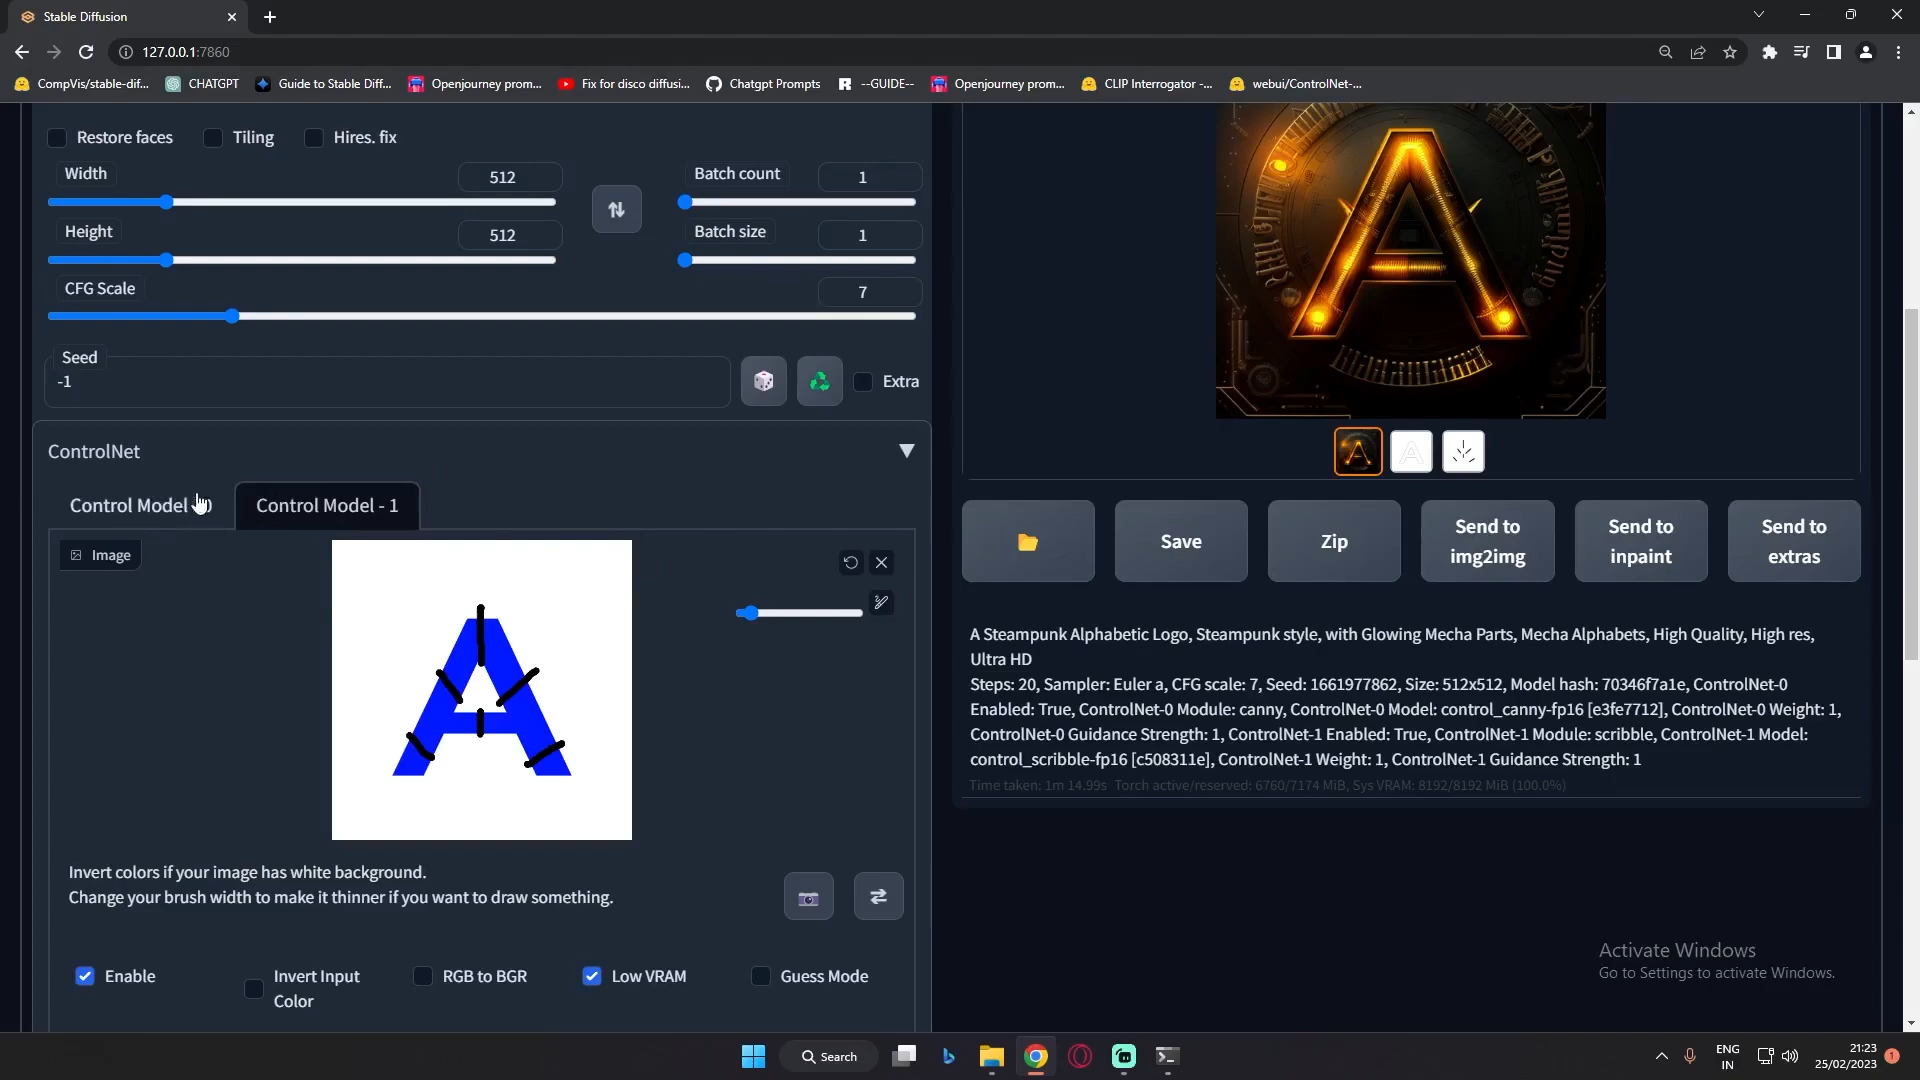 Stable Diffusion
127.0.0.1:7860
CompVis/stable-dif... CHATGPT Guide to Stable Diff... Openjourney prom... Fix for disco diffusi... Chatgpt Prompts --GUIDE-- Openjourney prom... CLIP Interrogator -... webui/ControlNet-...
Restore faces Tiling Hires. fix
Width 512 Batch count 1
Height 512 Batch size 1
CFG Scale 7
Seed
-1
Extra
ControlNet
Control Model Control Model - 1
Image
A
Invert colors if your image has white background.
Change your brush width to make it thinner if you want to draw something.
Enable
Invert Input
Color
RGB to BGR
Low VRAM
Guess Mode
A
Save
Zip
Send to
img2img
Send to
inpaint
Send to
extras
A Steampunk Alphabetic Logo, Steampunk style, with Glowing Mecha Parts, Mecha Alphabets, High Quality, High res,
Ultra HD
Steps: 20, Sampler: Euler a, CFG scale: 7, Seed: 1661977862, Size: 512x512, Model hash: 70346f7a1e, ControlNet-0
Enabled: True, ControlNet-0 Module: canny, ControlNet-0 Model: control_canny-fp16 [e3fe7712], ControlNet-0 Weight: 1,
ControlNet-0 Guidance Strength: 1, ControlNet-1 Enabled: True, ControlNet-1 Module: scribble, ControlNet-1 Model:
control_scribble-fp16 [c508311e], ControlNet-1 Weight: 1, ControlNet-1 Guidance Strength: 1
Time taken: 1m 14.99s Torch active/reserved: 6760/7174 MiB, Sys VRAM: 8192/8192 MiB (100.0%)
Activate Windows
Go to Settings to activate Windows.
Search
ENG
IN
21:23
25/02/2023
1